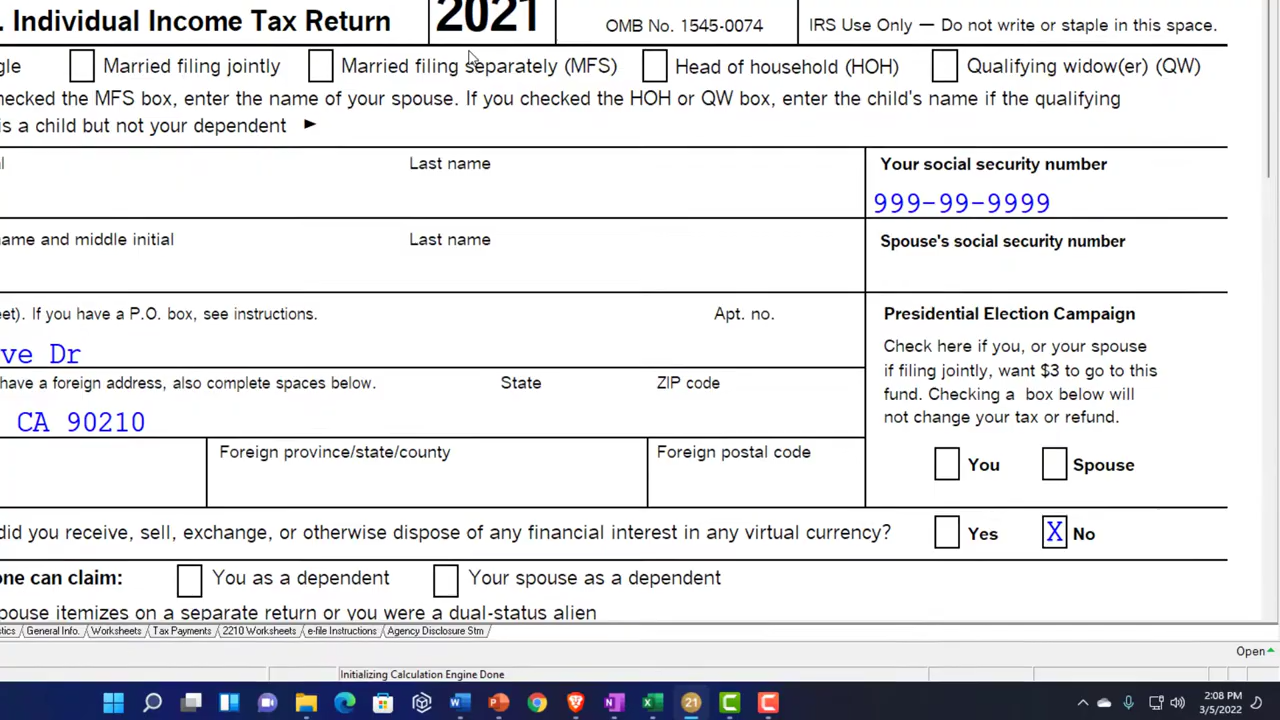 . Individual Income Tax Return 2021 OMB No. 1545-0074 IRS Use Only — Do not write or staple in this space.
gle Married filing jointly Married filing separately (MFS) Head of household (HOH) Qualifying widow(er) (QW)
hecked the MFS box, enter the name of your spouse. If you checked the HOH or QW box, enter the child's name if the qualifying
is a child but not your dependent ►
Last name
Your social security number
999-99-9999
ame and middle initial Last name
Spouse's social security number
eet). If you have a P.O. box, see instructions. Apt. no.
ve Dr
have a foreign address, also complete spaces below. State ZIP code
CA 90210
Foreign province/state/county Foreign postal code
Presidential Election Campaign
Check here if you, or your spouse
if filing jointly, want $3 to go to this
fund. Checking a box below will
not change your tax or refund.
You Spouse
did you receive, sell, exchange, or otherwise dispose of any financial interest in any virtual currency? Yes X No
one can claim: You as a dependent Your spouse as a dependent
pouse itemizes on a separate return or you were a dual-status alien
tics General Info. Worksheets Tax Payments 2210 Worksheets e-file Instructions Agency Disclosure Stm
Open
Initializing Calculation Engine Done
21
2:08 PM
3/5/2022